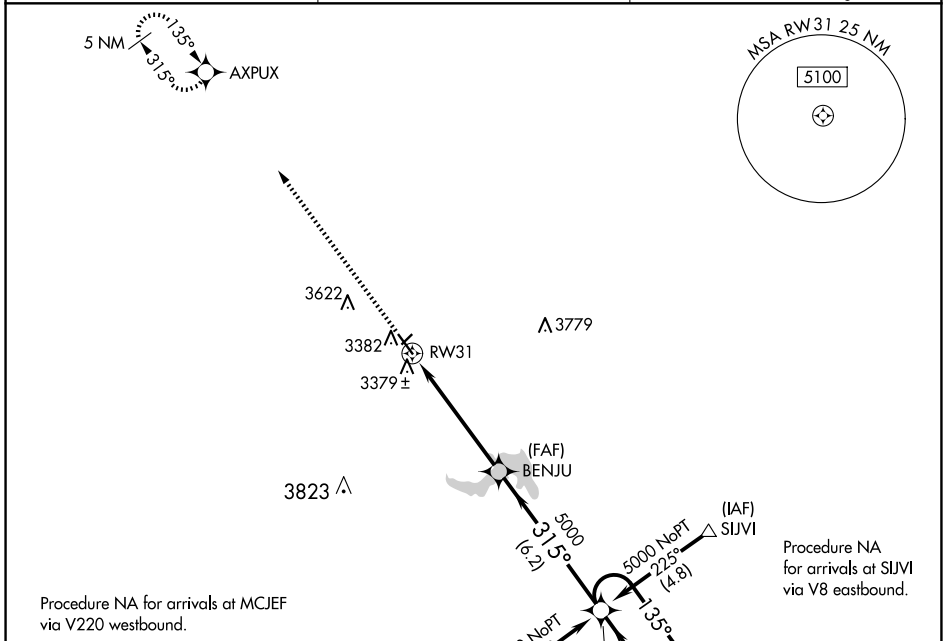 5 NM
135°
315°
AXPUX
MSA RW31 25 NM
5100
3622
3779
3382
RW31
3379±
(FAF)
BENJU
3823
(IAF)
SIJVI
5000
315°
(6.2)
5000 NoPT
225°
(4.8)
Procedure NA
for arrivals at SIJVI
via V8 eastbound.
135°
Procedure NA for arrivals at MCJEF
via V220 westbound.
NoPT